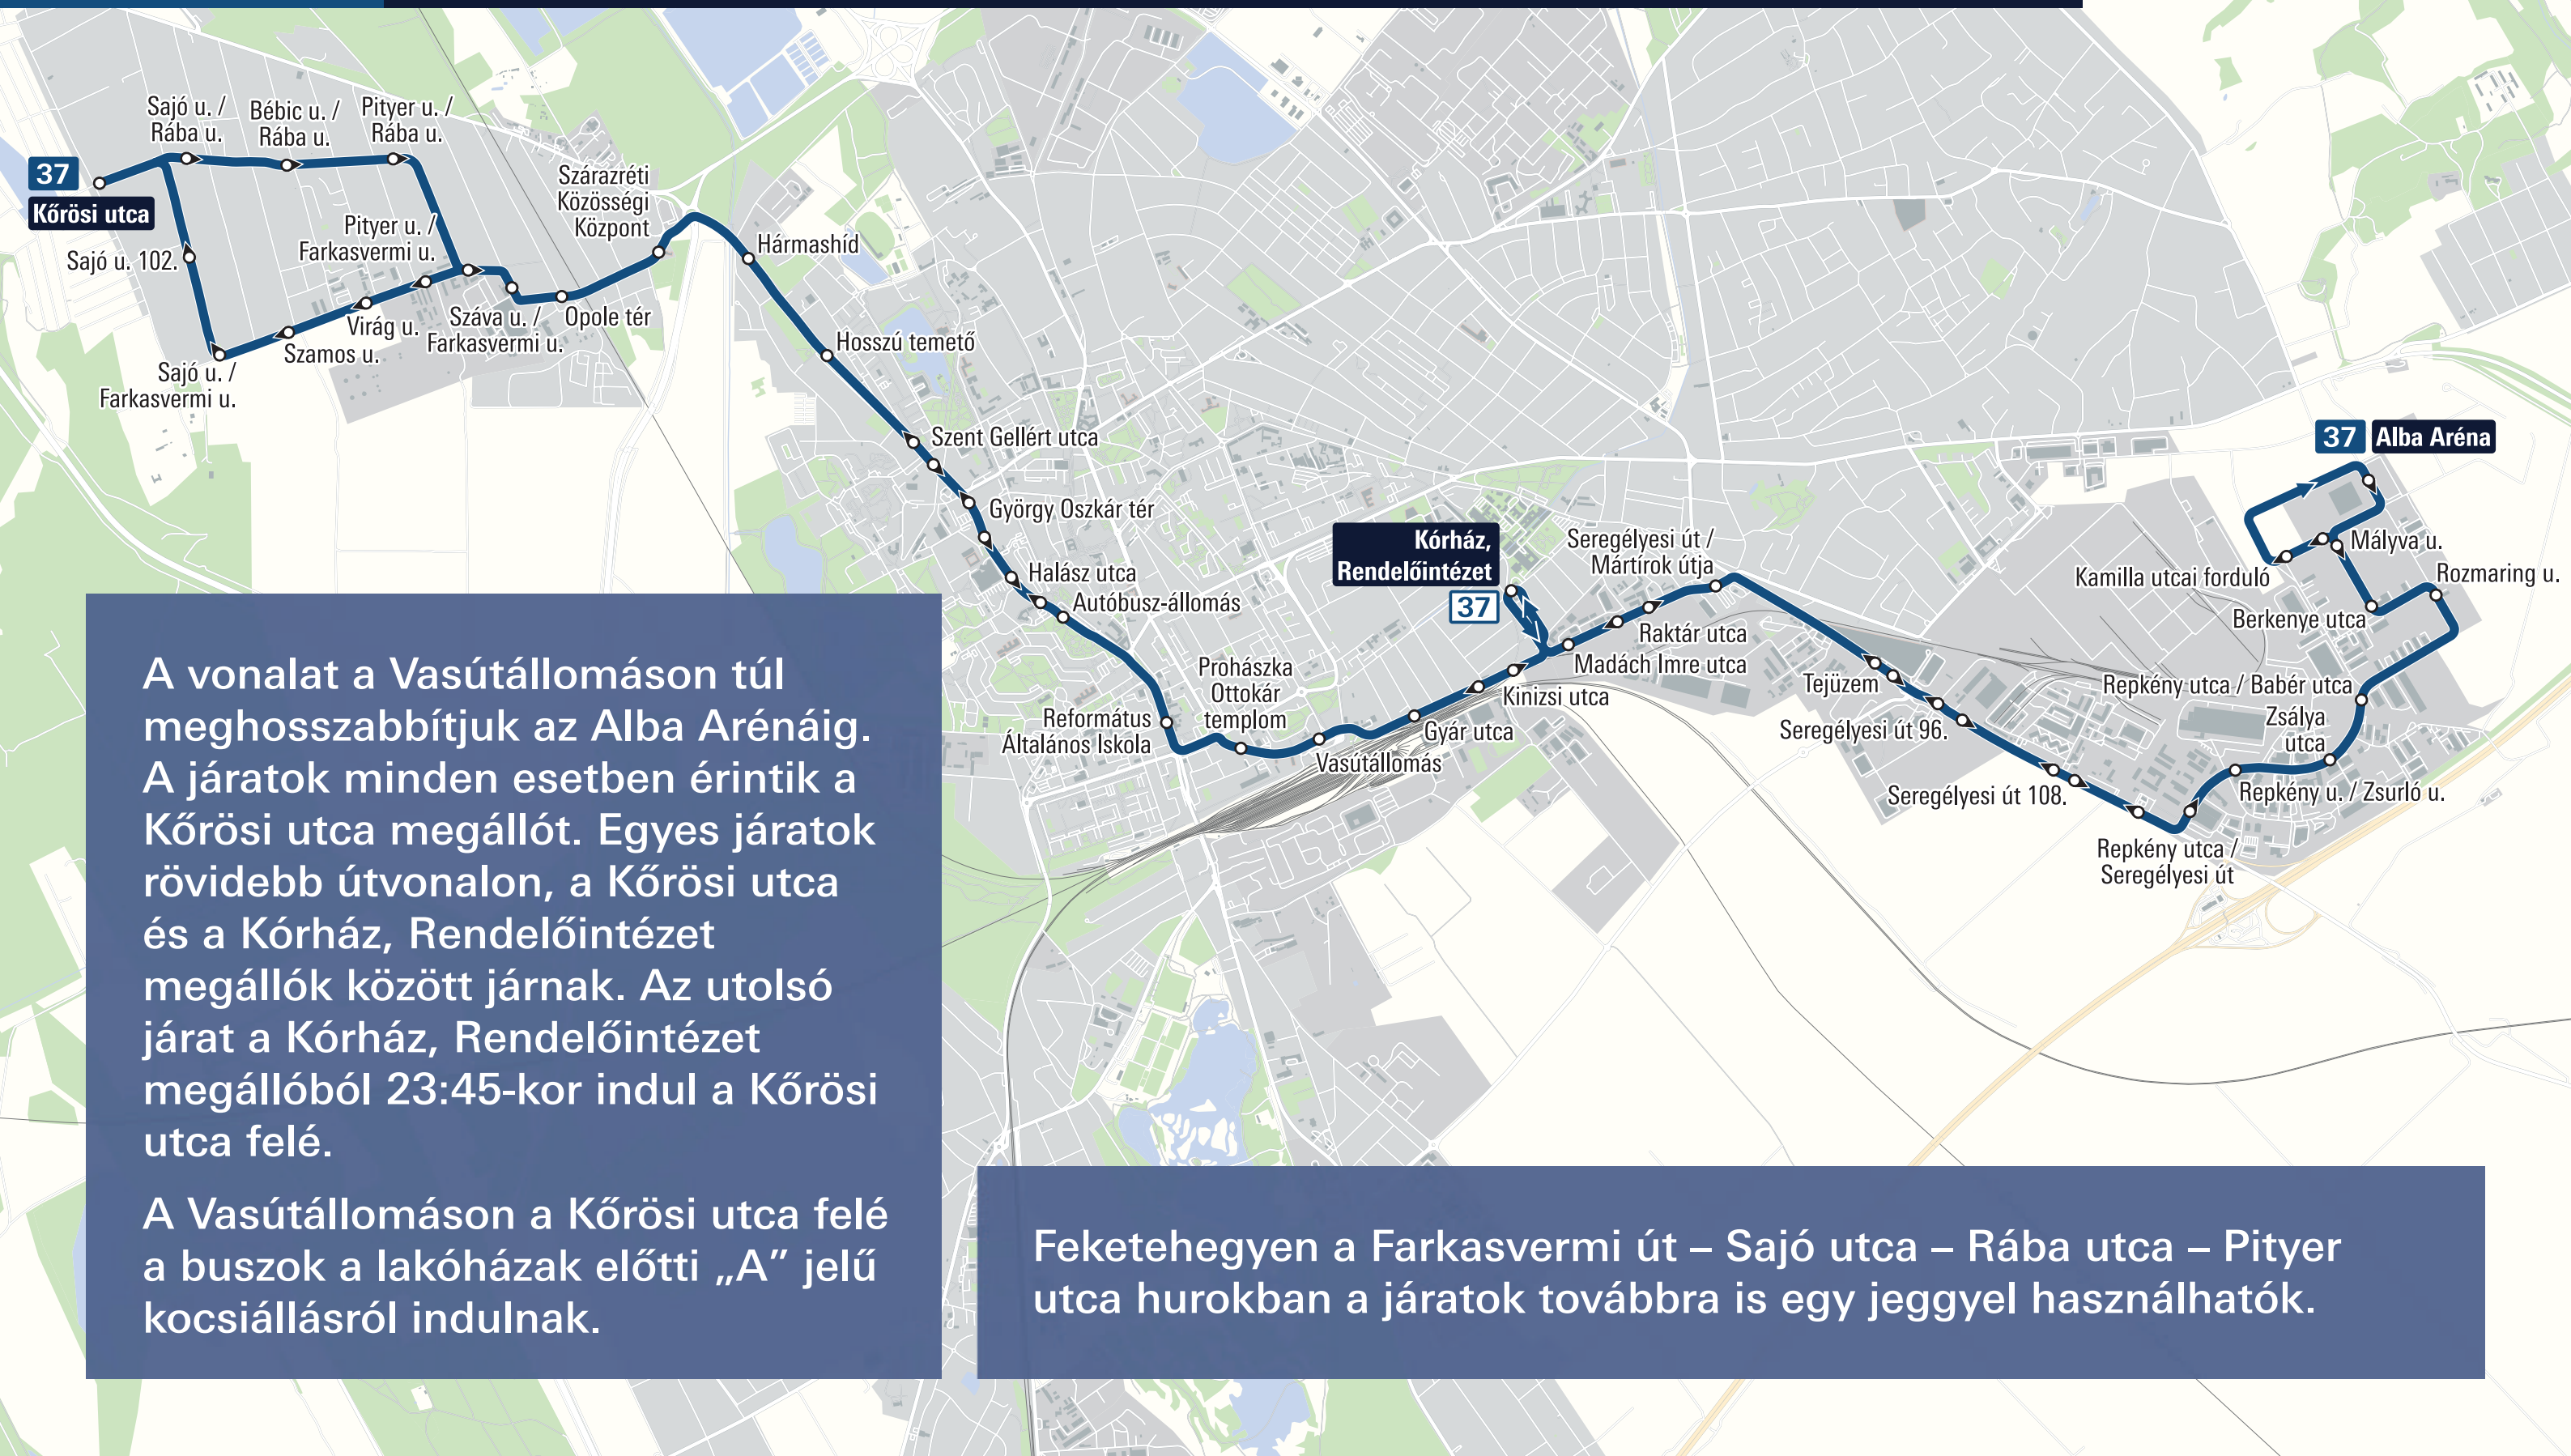 Sajó u. /
Rába u.
Bébic u. /
Rába u.
Pityer u. /
Rába u.
37
Kőrösi utca
Sajó u. 102.
Pityer u. /
Farkasvermi u.
Szárazréti
Közösségi
Központ
Hármashíd
Virág u.
Szamos u.
Száva u. /
Farkasvermi u.
Opole tér
Sajó u. /
Farkasvermi u.
Hosszú temető
Szent Gellért utca
György Oszkár tér
Halász utca
Autóbusz-állomás
Református
Általános Iskola
Prohászka
Ottokár
templom
Vasútállomás
Gyár utca
Kinizsi utca
Kórház,
Rendelőintézet
37
Madách Imre utca
Raktár utca
Seregélyesi út /
Mártírok útja
Tejüzem
Seregélyesi út 96.
Seregélyesi út 108.
Repkény utca /
Seregélyesi út
Repkény u. / Zsurló u.
Zsálya
utca
Repkény utca / Babér utca
Rozmaring u.
Berkenye utca
Mályva u.
Kamilla utcai forduló
37 Alba Aréna
A vonalat a Vasútállomáson túl
meghosszabbítjuk az Alba Arénáig.
A járatok minden esetben érintik a
Kőrösi utca megállót. Egyes járatok
rövidebb útvonalon, a Kőrösi utca
és a Kórház, Rendelőintézet
megállók között járnak. Az utolsó
járat a Kórház, Rendelőintézet
megállóból 23:45-kor indul a Kőrösi
utca felé.
A Vasútállomáson a Kőrösi utca felé
a buszok a lakóházak előtti „A” jelű
kocsiállásról indulnak.
Feketehegyen a Farkasvermi út – Sajó utca – Rába utca – Pityer
utca hurokban a járatok továbbra is egy jeggyel használhatók.